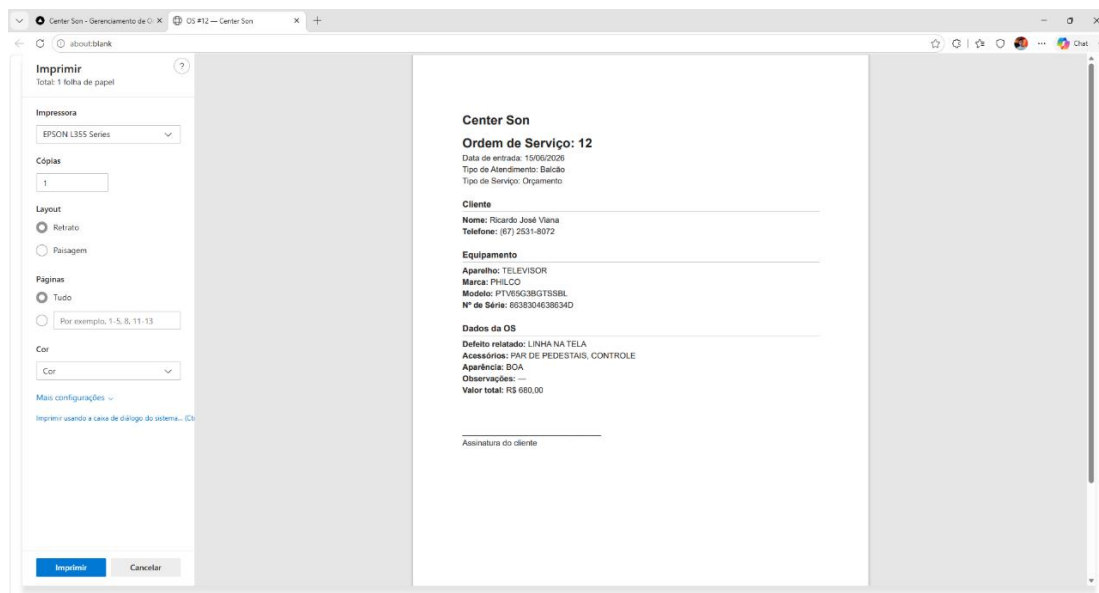 Center Son - Gerenciamento de O
OS #12 — Center Son
about:blank
Chat
Imprimir
Total: 1 folha de papel
?
Impressora
EPSON L355 Series
Cópias
1
Layout
Retrato
Paisagem
Páginas
Tudo
Por exemplo, 1-5, 8, 11-13
Cor
Cor
Mais configurações
Imprimir usando a caixa de diálogo do sistema... (Ct
Imprimir
Cancelar
Center Son
Ordem de Serviço: 12
Data de entrada: 15/06/2026
Tipo de Atendimento: Balcão
Tipo de Serviço: Orçamento
Cliente
Nome: Ricardo José Viana
Telefone: (67) 2531-8072
Equipamento
Aparelho: TELEVISOR
Marca: PHILCO
Modelo: PTV65G3BGTSSBL
Nº de Série: 8638304638634D
Dados da OS
Defeito relatado: LINHA NA TELA
Acessórios: PAR DE PEDESTAIS, CONTROLE
Aparência: BOA
Observações: —
Valor total: R$ 680,00
Assinatura do cliente